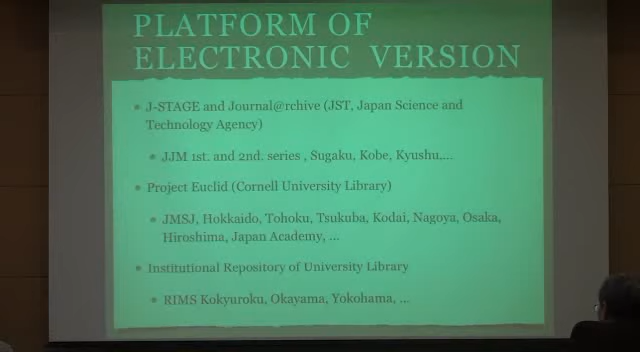 PLATFORM OF
ELECTRONIC VERSION
J-STAGE and Journal@rchive (JST, Japan Science and
Technology Agency)
JJM 1st. and 2nd. series , Sugaku, Kobe, Kyushu,...
Project Euclid (Cornell University Library)
JMSJ, Hokkaido, Tohoku, Tsukuba, Kodai, Nagoya, Osaka,
Hiroshima, Japan Academy, ...
Institutional Repository of University Library
RIMS Kokyuroku, Okayama, Yokohama, ...